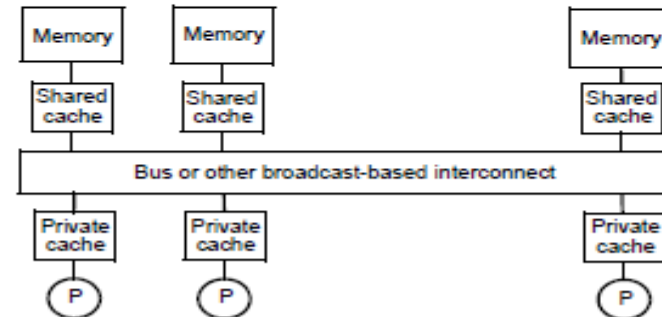 Memory
Memory
Memory
Shared
cache
Shared
cache
Shared
cache
Bus or other broadcast-based interconnect
Private
cache
Private
cache
Private
cache
P
P
P